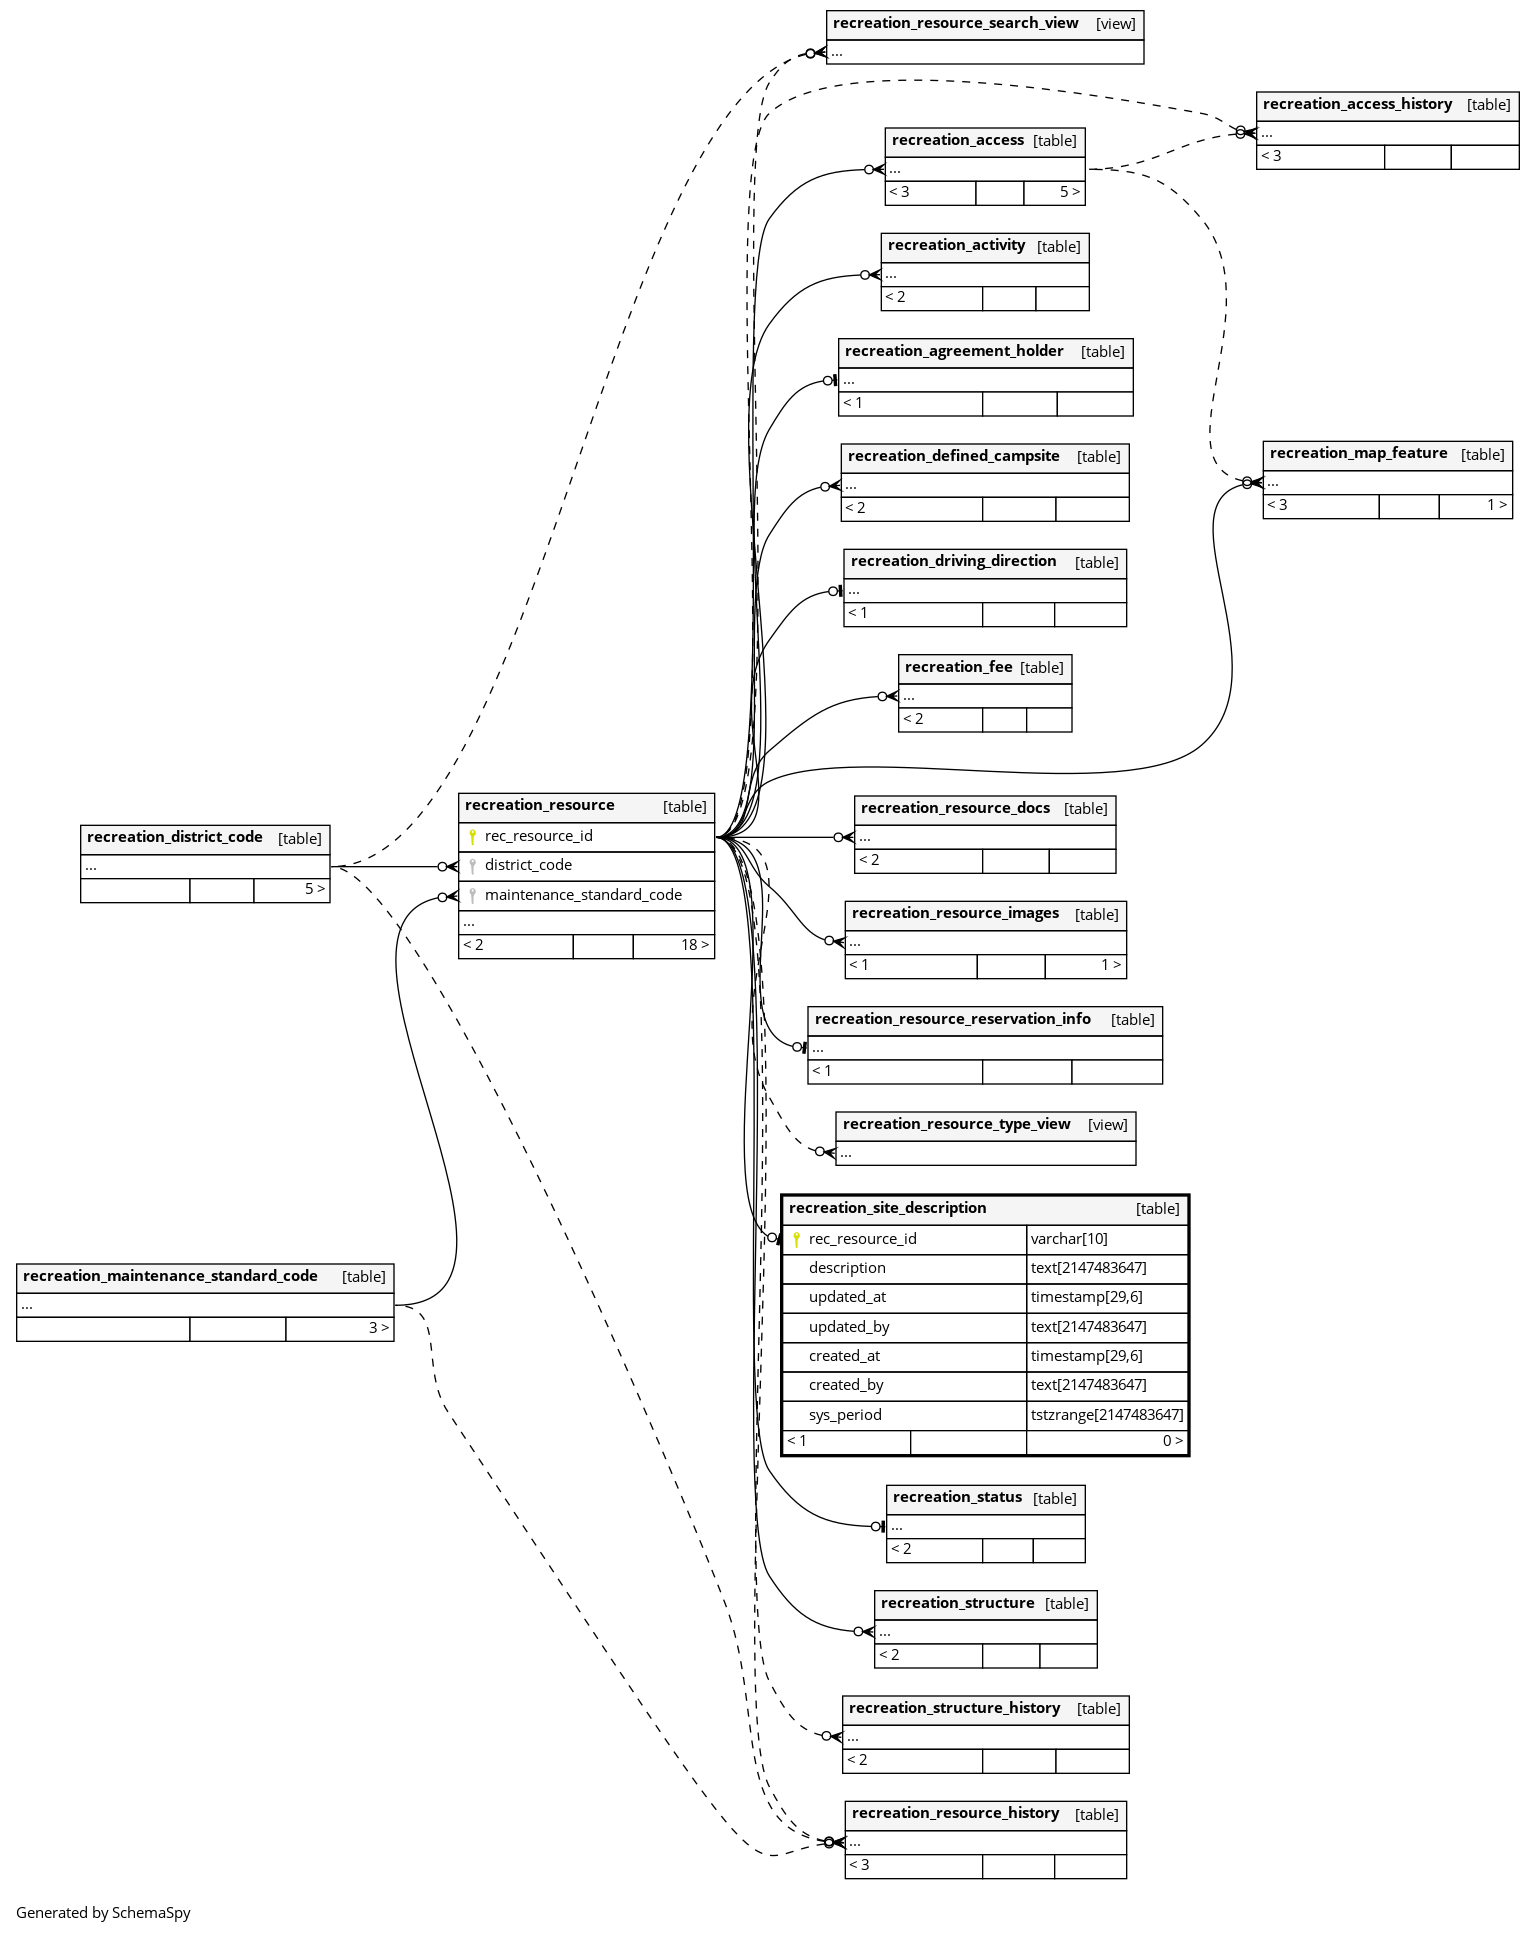 recreation_resource_search_view [view]
...
recreation_access_history [table]
...
< 3
recreation_access [table]
...
< 3 5 >
recreation_activity [table]
...
< 2
recreation_agreement_holder [table]
...
< 1
recreation_defined_campsite [table]
...
< 2
recreation_map_feature [table]
...
< 3 1 >
recreation_driving_direction [table]
...
< 1
recreation_fee [table]
...
< 2
recreation_district_code [table]
...
5 >
recreation_resource [table]
rec_resource_id
district_code
maintenance_standard_code
...
< 2 18 >
recreation_resource_docs [table]
...
< 2
recreation_resource_images [table]
...
< 1 1 >
recreation_resource_reservation_info [table]
...
< 1
recreation_resource_type_view [view]
...
recreation_site_description [table]
rec_resource_id varchar[10]
description text[2147483647]
updated_at timestamp[29,6]
updated_by text[2147483647]
created_at timestamp[29,6]
created_by text[2147483647]
sys_period tstzrange[2147483647]
< 1 0 >
recreation_maintenance_standard_code [table]
...
3 >
recreation_status [table]
...
< 2
recreation_structure [table]
...
< 2
recreation_structure_history [table]
...
< 2
recreation_resource_history [table]
...
< 3
Generated by SchemaSpy